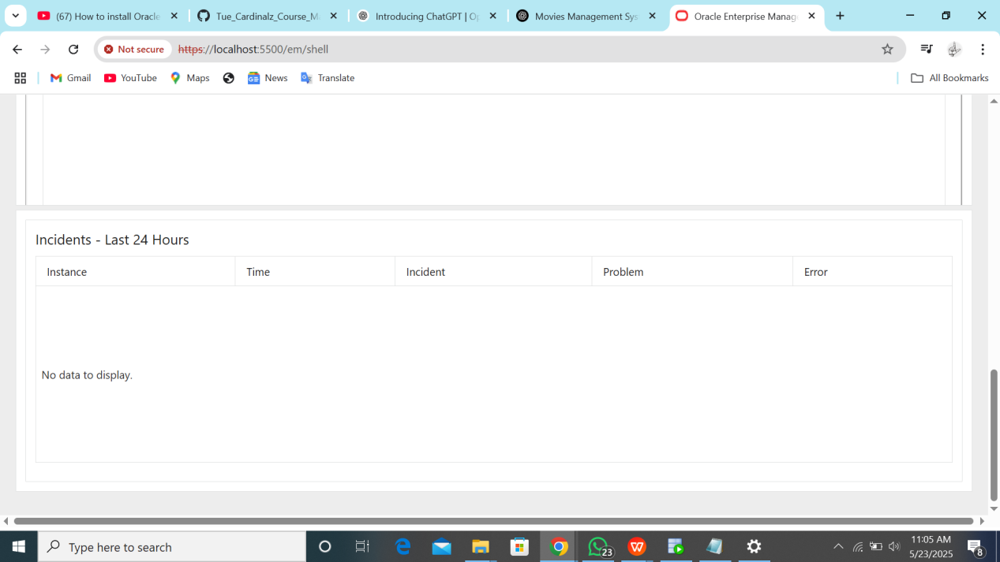 (67) How to install Oracle
Tue_Cardinalz_Course_Ma
Introducing ChatGPT | Op
Movies Management Sys
Oracle Enterprise Manag
Not secure
https://localhost:5500/em/shell
Gmail
YouTube
Maps
News
Translate
All Bookmarks
Incidents - Last 24 Hours
Instance
Time
Incident
Problem
Error
No data to display.
Type here to search
23
11:05 AM
5/23/2025
8